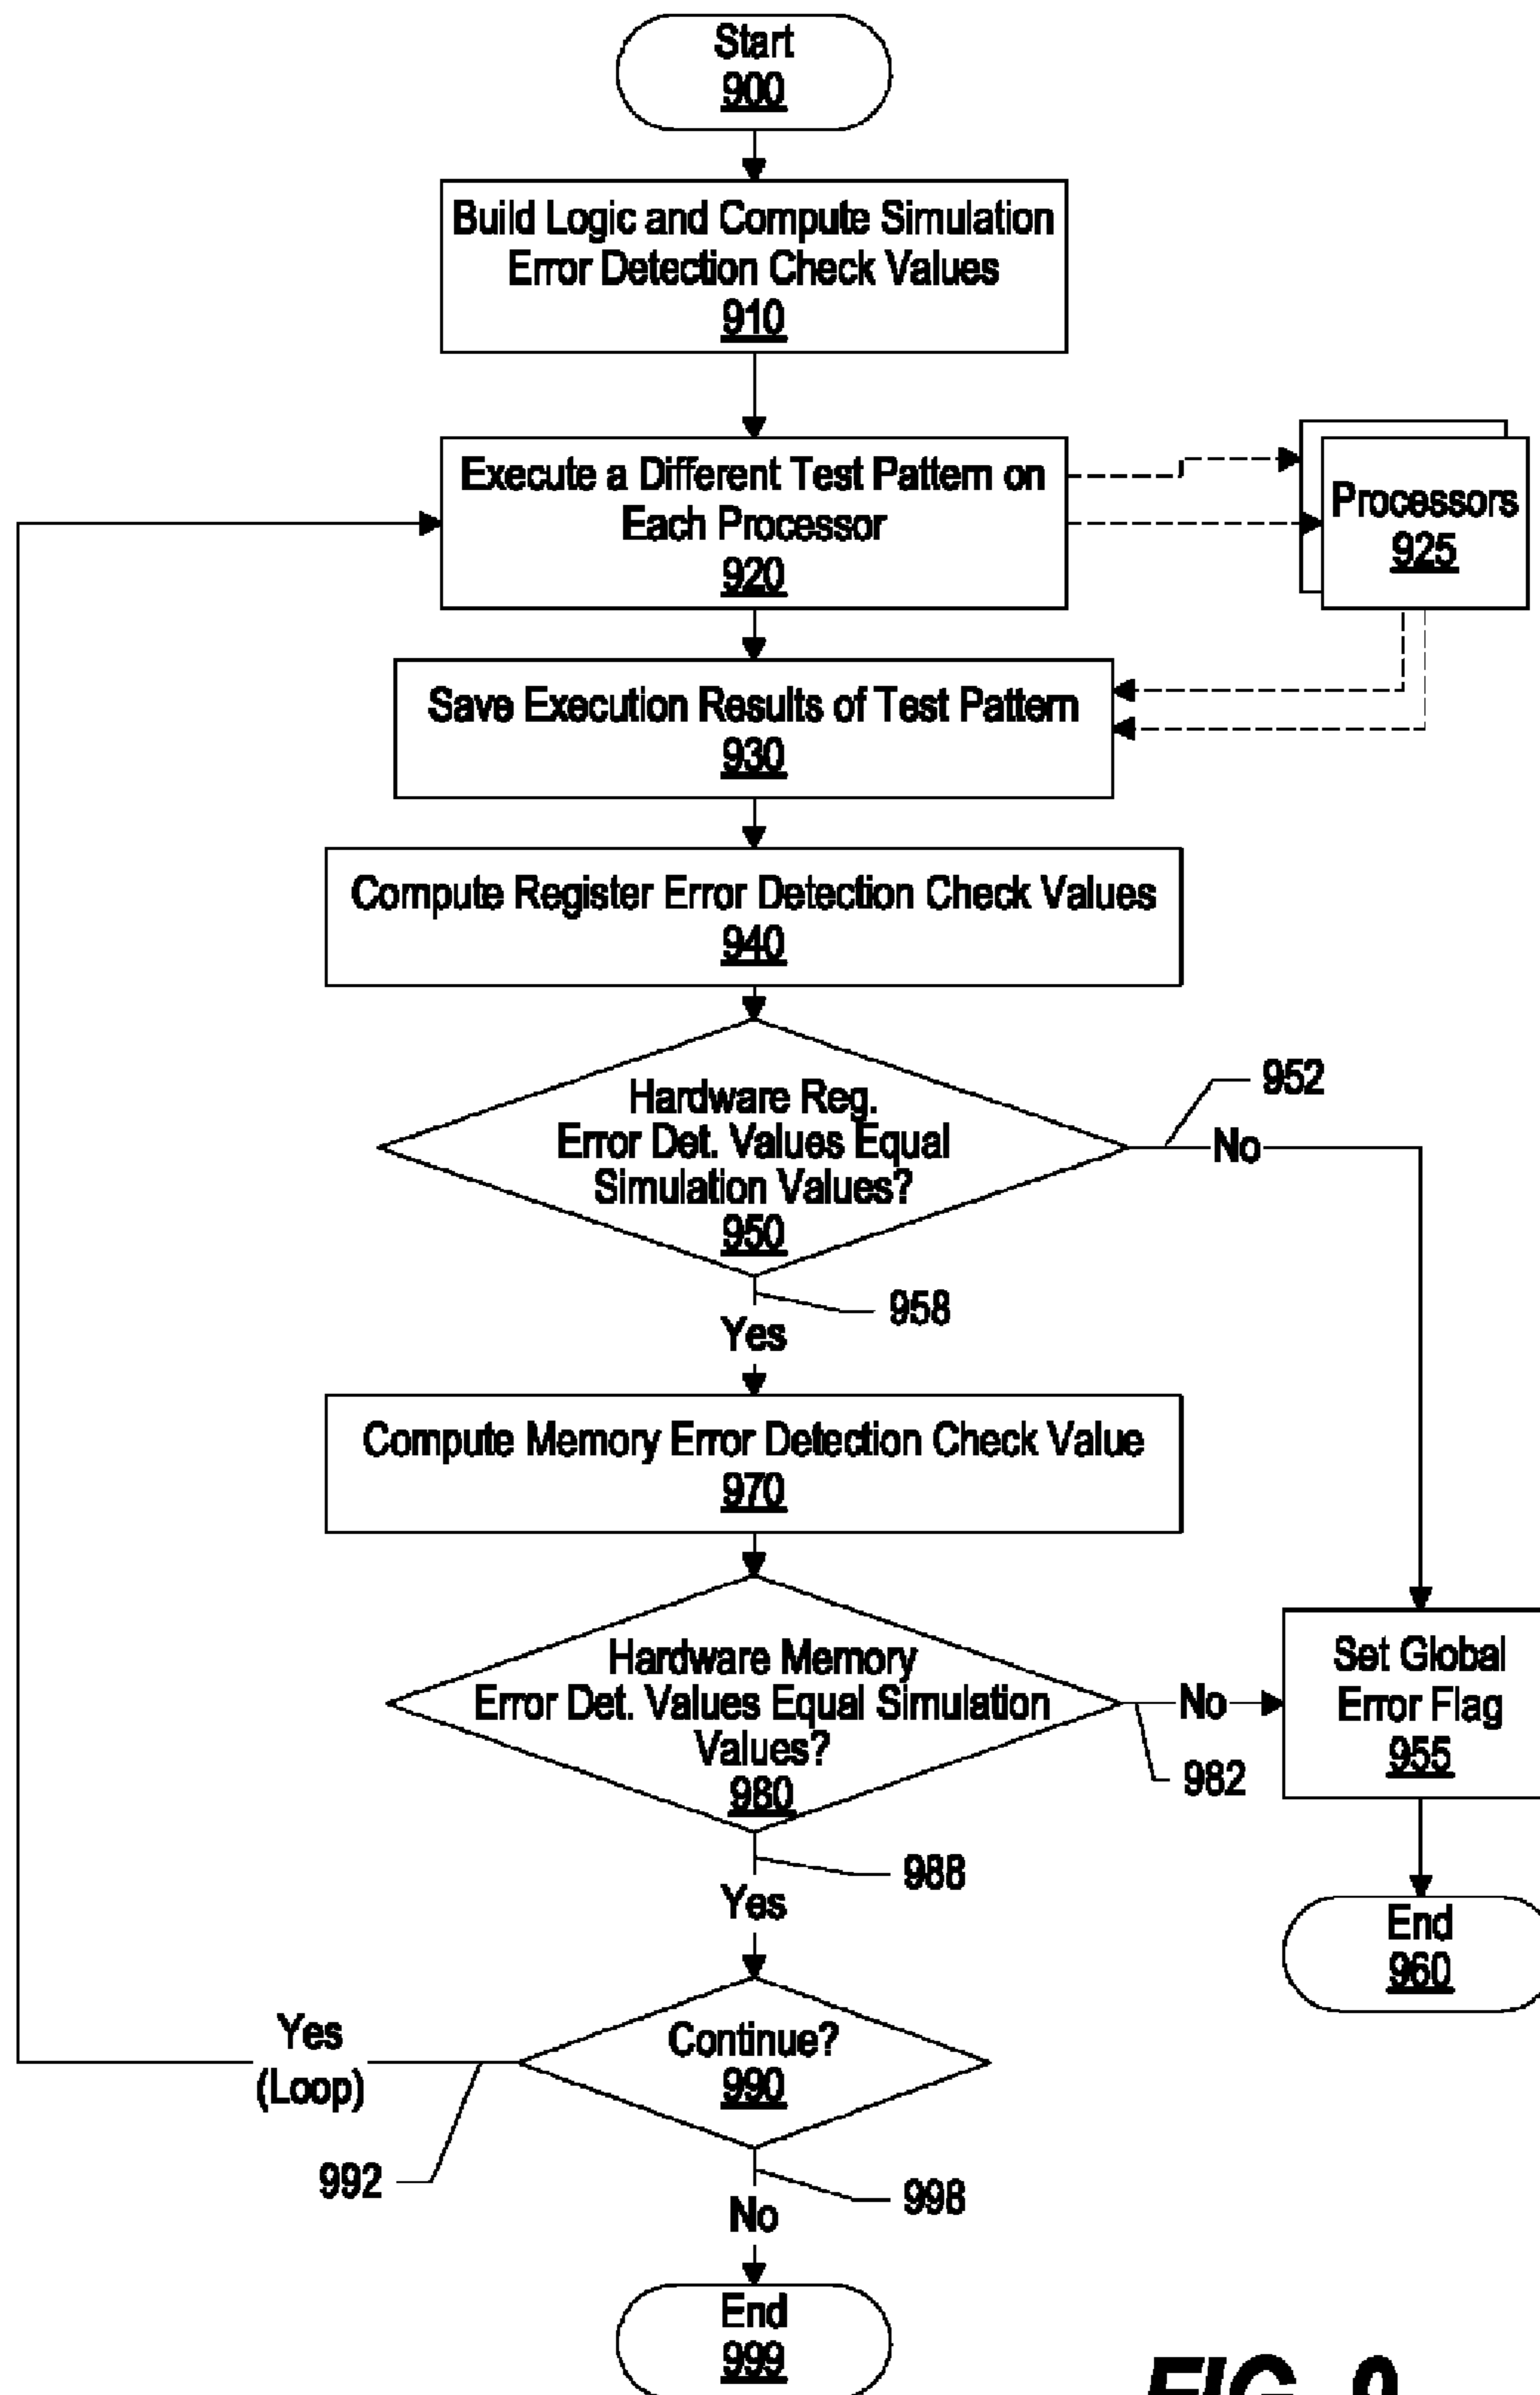 Start
900
Build Logic and Compute Simulation
Error Detection Check Values
910
Execute a Different Test Pattern on
Each Processor
920
Processors
925
Save Execution Results of Test Pattern
930
Compute Register Error Detection Check Values
940
Hardware Reg.
Error Det. Values Equal
Simulation Values?
950
952
No
958
Yes
Compute Memory Error Detection Check Value
970
Hardware Memory
Error Det. Values Equal Simulation
Values?
980
No
982
Set Global
Error Flag
955
988
Yes
End
960
Continue?
990
Yes
(Loop)
992
998
No
End
999
FIG. 9